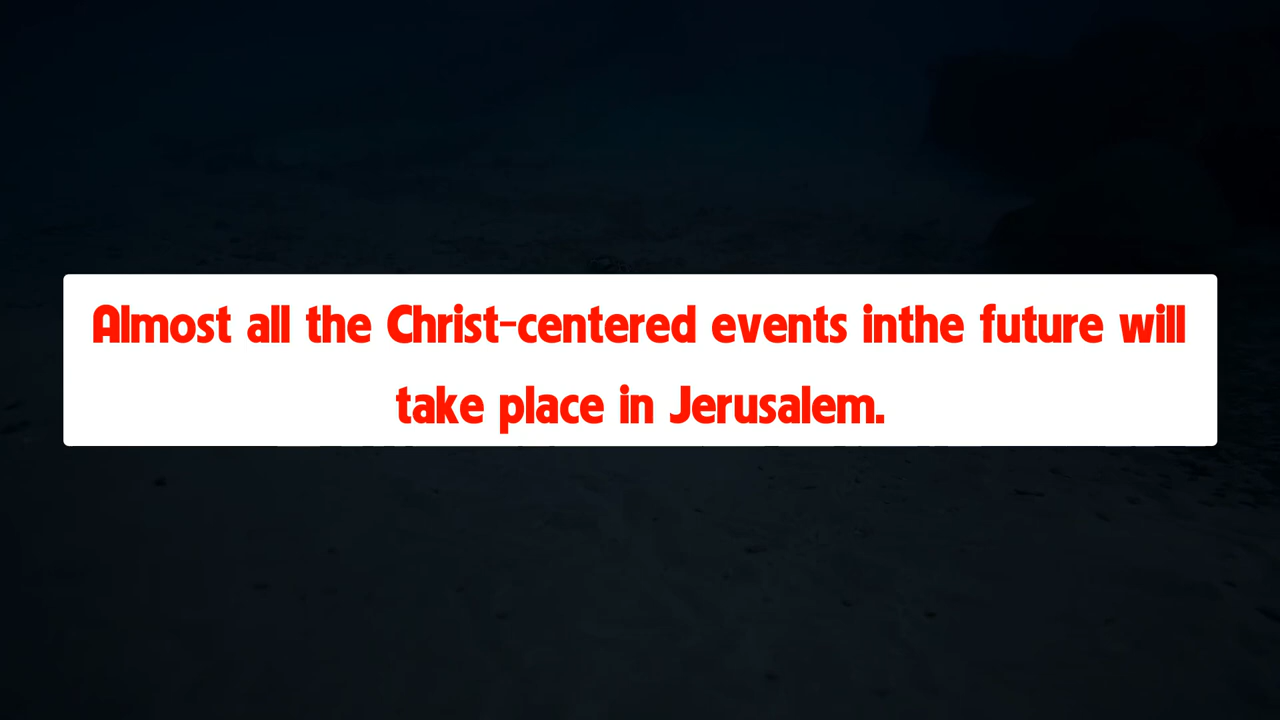 Almost all the Christ-centered events inthe future will
take place in Jerusalem.